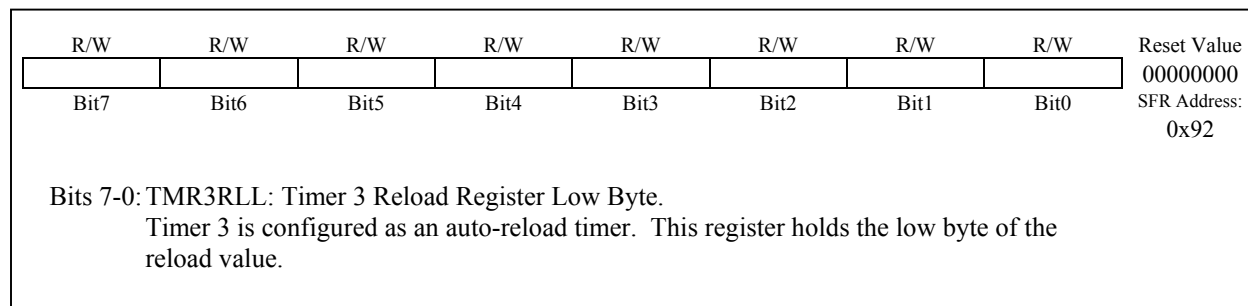 R/W R/W R/W R/W R/W R/W R/W R/W Reset Value
00000000
Bit7 Bit6 Bit5 Bit4 Bit3 Bit2 Bit1 Bit0 SFR Address:
0x92
Bits 7-0: TMR3RLL: Timer 3 Reload Register Low Byte.
Timer 3 is configured as an auto-reload timer. This register holds the low byte of the
reload value.